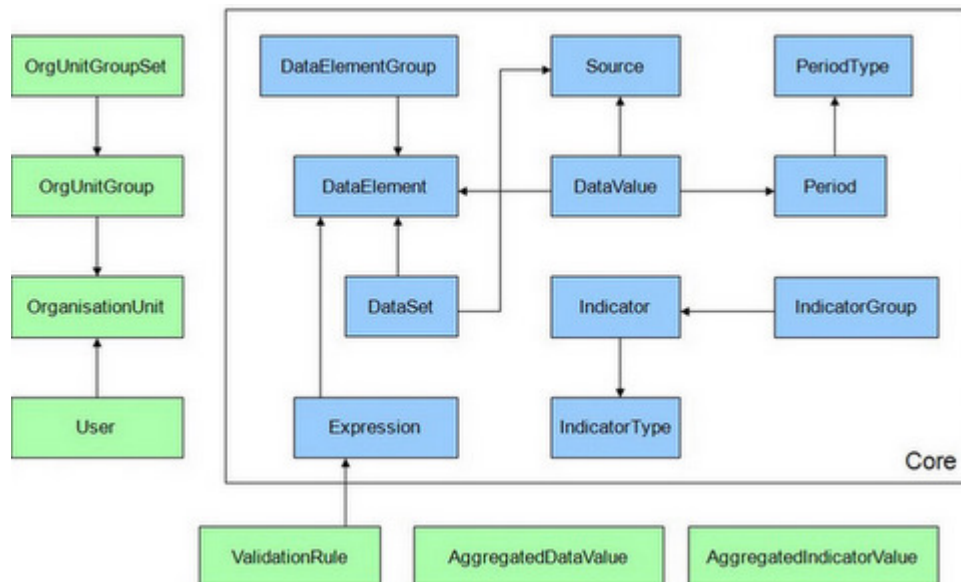 OrgUnitGroupSet
DataElementGroup
Source
PeriodType
OrgUnitGroup
DataElement
DataValue
Period
OrganisationUnit
DataSet
Indicator
IndicatorGroup
User
Expression
IndicatorType
Core
ValidationRule
AggregatedDataValue
AggregatedIndicatorValue